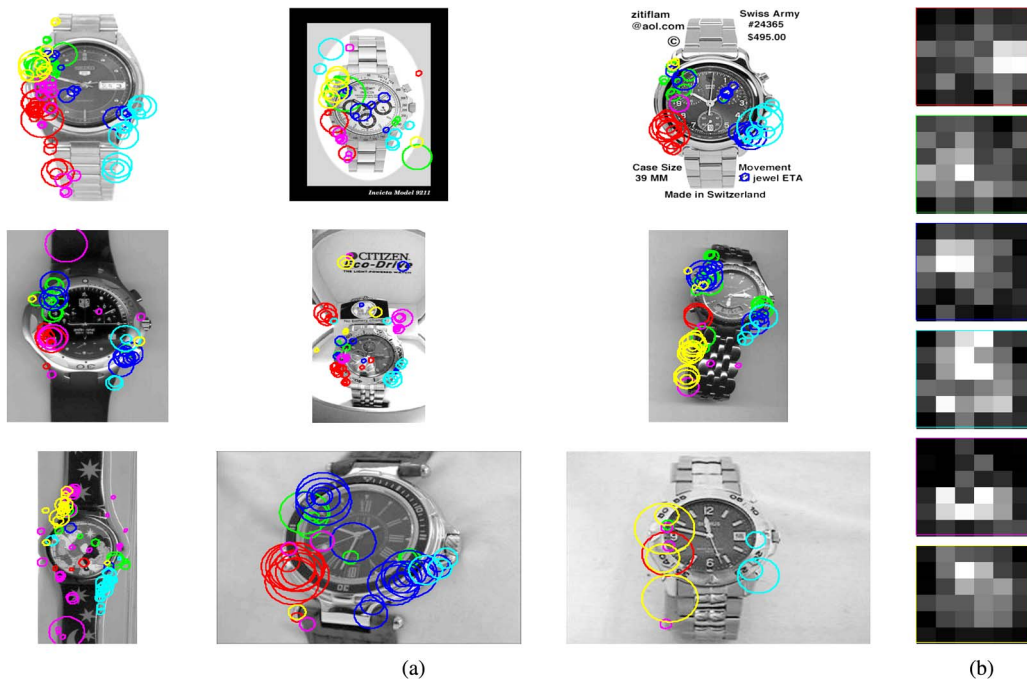 zitiflam
@aol.com
©
Swiss Army
#24365
$495.00
Invicta Model 9211
Case Size
39 MM
Movement
jewel ETA
Made in Switzerland
CITIZEN
Eco-Drive
(a)
(b)